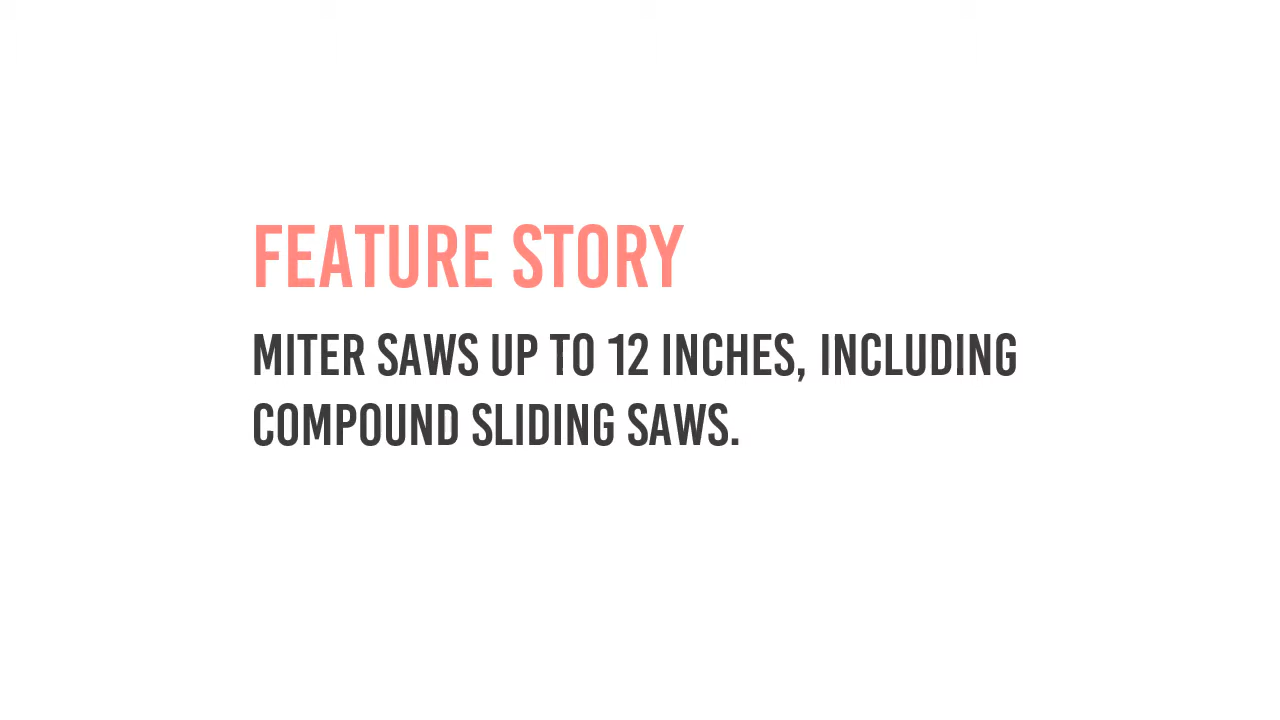 FEATURE STORY
MITER SAWS UP TO 12 INCHES, INCLUDING
COMPOUND SLIDING SAWS.